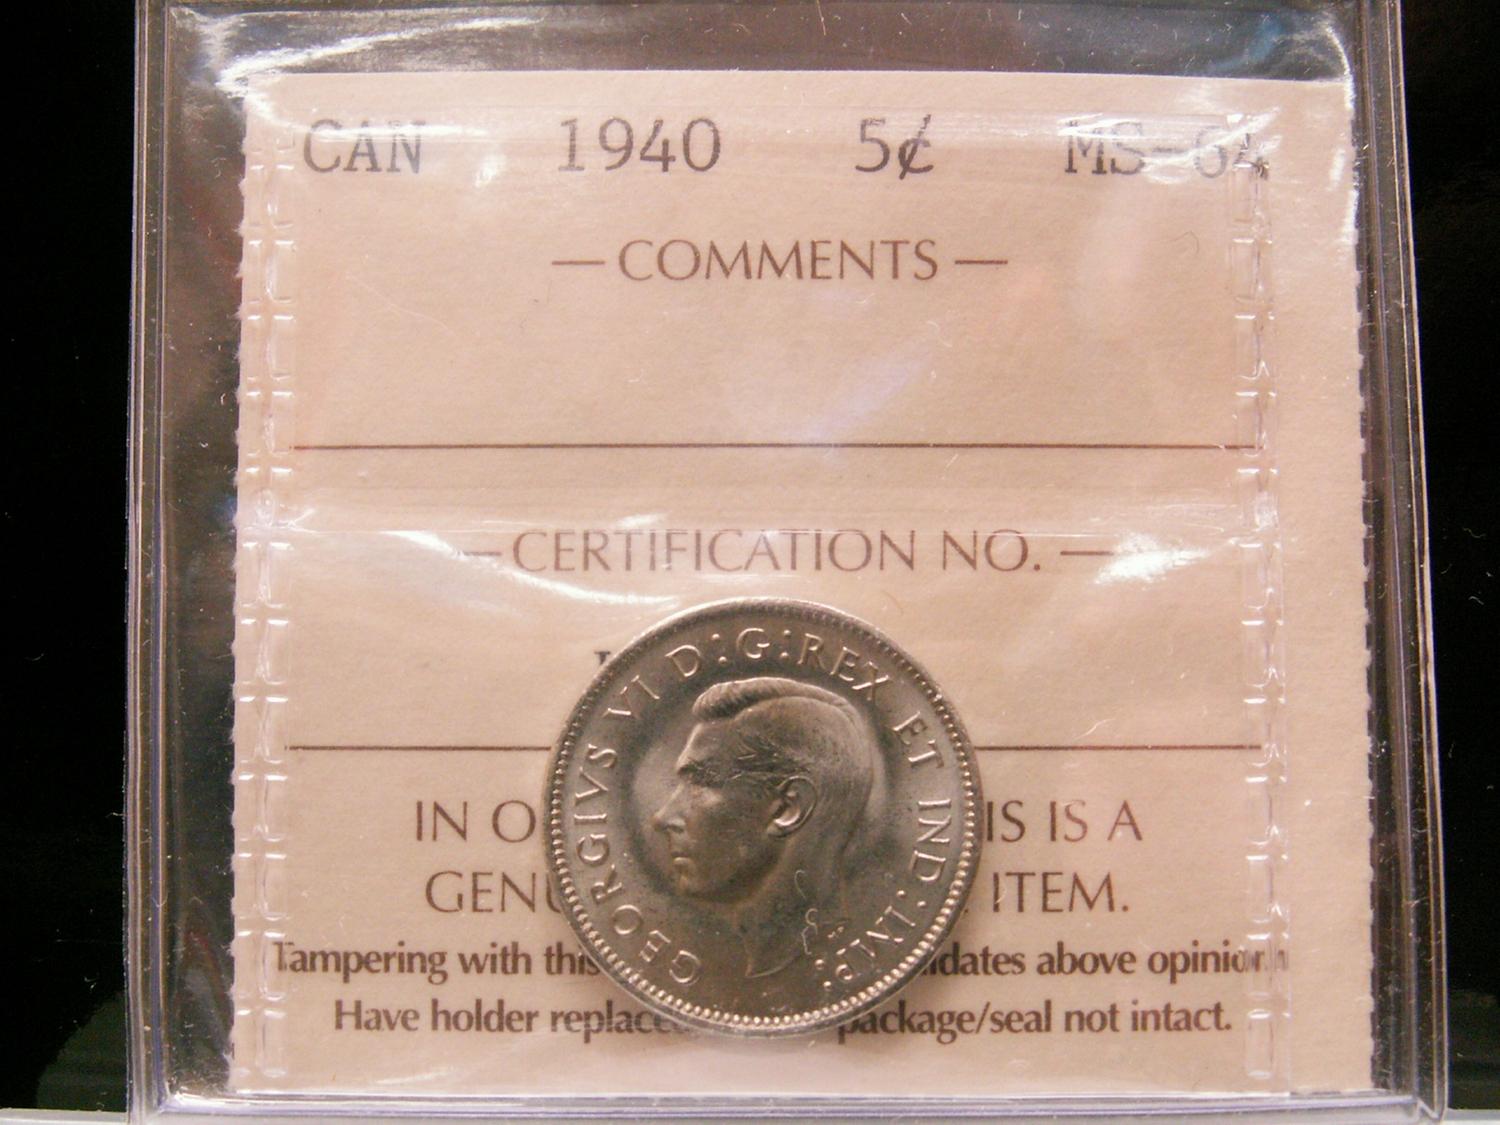 CAN 1940 5¢ MS-64
— COMMENTS —
— CERTIFICATION NO. —
GEORGIVS VI D:G:REX ET IND:IMP:
IN O IS IS A
GENU ITEM.
Tampering with this idates above opinion.
Have holder replaced package/seal not intact.